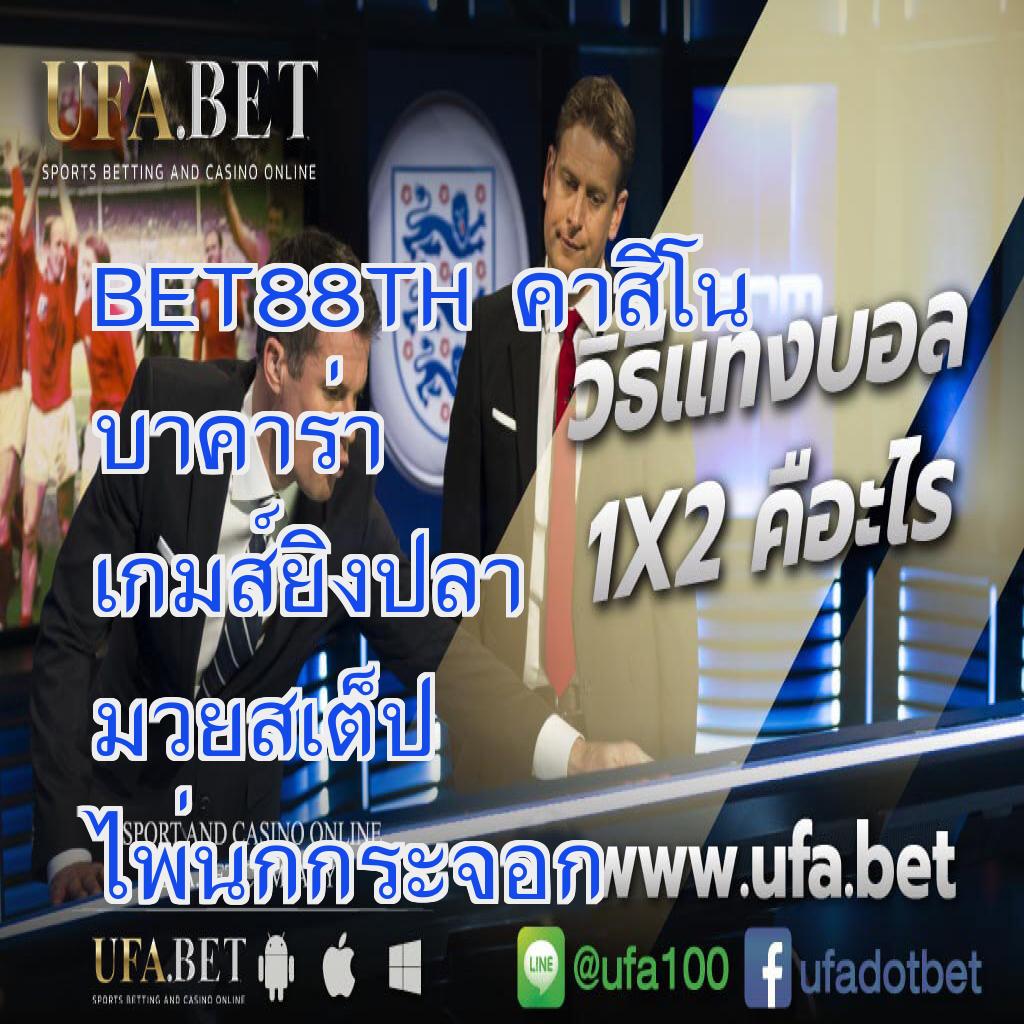 UFA.BET
SPORTS BETTING AND CASINO ONLINE
BET88TH คาสิโน
บาคาร่า
เกมส์ยิงปลา
มวยสเต็ป
ไพ่นกกระจอก
วิธีแทงบอล
1X2 คืออะไร
SPORT AND CASINO ONLINE
www.ufa.bet
UFA.BET
SPORTS BETTING AND CASINO ONLINE
LINE
@ufa100
f
ufadotbet